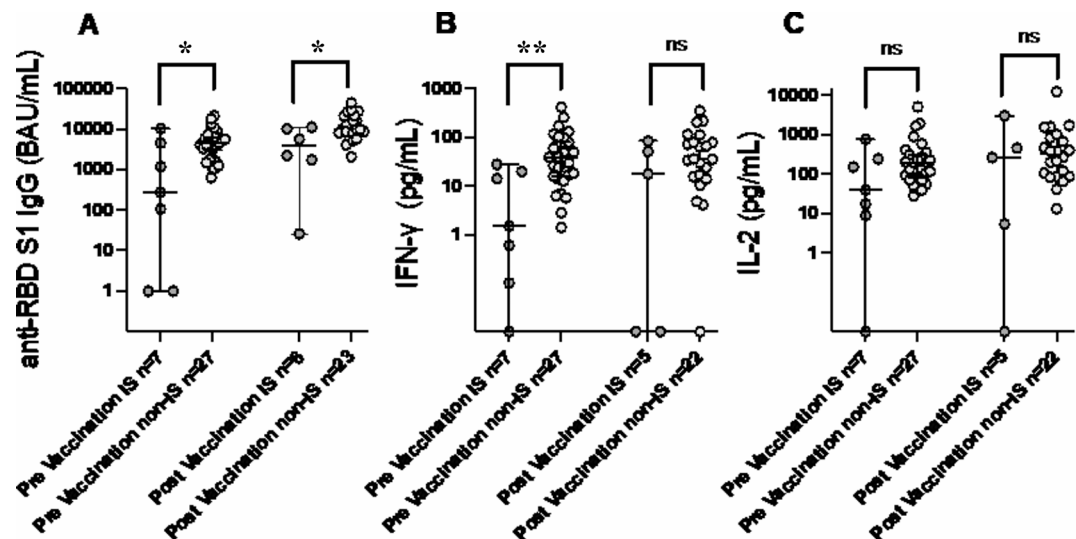 A
anti-RBD S1 IgG (BAU/mL)
100000
10000
1000
100
10
1
*
*
Pre Vaccination IS n=7
Pre Vaccination non-IS n=27
Post Vaccination IS n=6
Post Vaccination non-IS n=23
B
IFN-γ (pg/mL)
1000
100
10
1
**
ns
Pre Vaccination IS n=7
Pre Vaccination non-IS n=27
Post Vaccination IS n=5
Post Vaccination non-IS n=22
C
IL-2 (pg/mL)
10000
1000
100
10
1
ns
ns
Pre Vaccination IS n=7
Pre Vaccination non-IS n=27
Post Vaccination IS n=5
Post Vaccination non-IS n=22